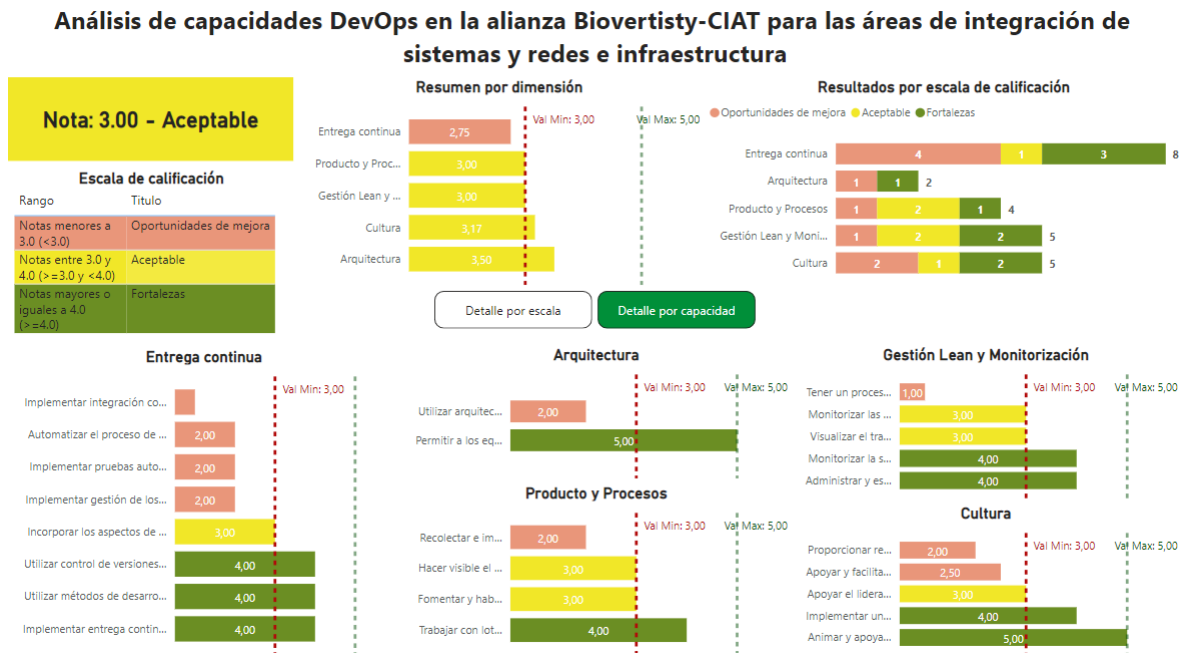 Análisis de capacidades DevOps en la alianza Biovertisty-CIAT para las áreas de integración de
sistemas y redes e infraestructura
Nota: 3.00 - Aceptable
Escala de calificación
Rango Titulo
Notas menores a Oportunidades de mejora
3.0 (<3.0)
Notas entre 3.0 y Aceptable
4.0 (>=3.0 y <4.0)
Notas mayores o Fortalezas
iguales a 4.0
(>=4.0)
Resumen por dimensión
Val Min: 3,00 Val Max: 5,00
Entrega continua 2,75
Producto y Proc... 3,00
Gestión Lean y ... 3,00
Cultura 3,17
Arquitectura 3,50
Resultados por escala de calificación
Oportunidades de mejora Aceptable Fortalezas
Entrega continua 4 1 3 8
Arquitectura 1 1 2
Producto y Procesos 1 2 1 4
Gestión Lean y Moni... 1 2 2 5
Cultura 2 1 2 5
Detalle por escala Detalle por capacidad
Entrega continua
Val Min: 3,00
Implementar integración co...
Automatizar el proceso de ... 2,00
Implementar pruebas auto... 2,00
Implementar gestión de los... 2,00
Incorporar los aspectos de ... 3,00
Utilizar control de versiones... 4,00
Utilizar métodos de desarro... 4,00
Implementar entrega contin... 4,00
Arquitectura
Val Min: 3,00 Val Max: 5,00
Utilizar arquitec... 2,00
Permitir a los eq... 5,00
Producto y Procesos
Val Min: 3,00 Val Max: 5,00
Recolectar e im... 2,00
Hacer visible el ... 3,00
Fomentar y hab... 3,00
Trabajar con lot... 4,00
Gestión Lean y Monitorización
Val Min: 3,00 Val Max: 5,00
Tener un proces... 1,00
Monitorizar las ... 3,00
Visualizar el tra... 3,00
Monitorizar la s... 4,00
Administrar y es... 4,00
Cultura
Val Min: 3,00 Val Max: 5,00
Proporcionar re... 2,00
Apoyar y facilita... 2,50
Apoyar el lidera... 3,00
Implementar un... 4,00
Animar y apoya... 5,00